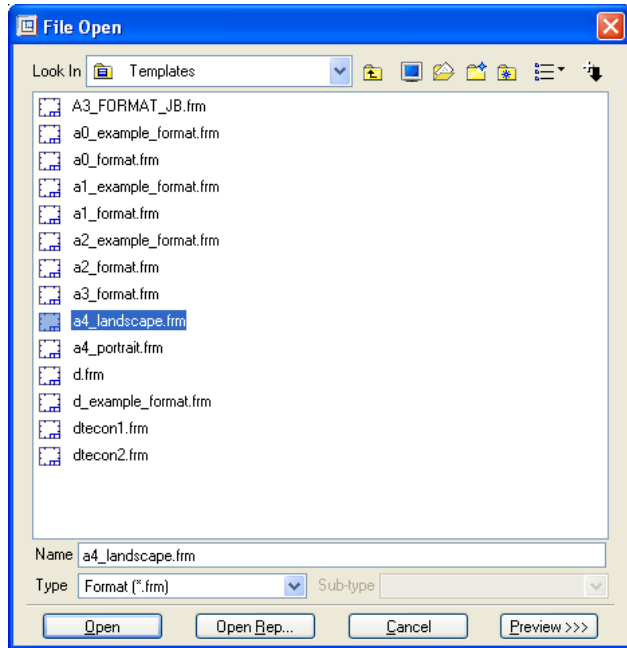 File Open
Look In Templates
A3_FORMAT_JB.frm
a0_example_format.frm
a0_format.frm
a1_example_format.frm
a1_format.frm
a2_example_format.frm
a2_format.frm
a3_format.frm
a4_landscape.frm
a4_portrait.frm
d.frm
d_example_format.frm
dtecon1.frm
dtecon2.frm
Name a4_landscape.frm
Type Format (*.frm) Sub-type
Open Open Rep... Cancel Preview >>>